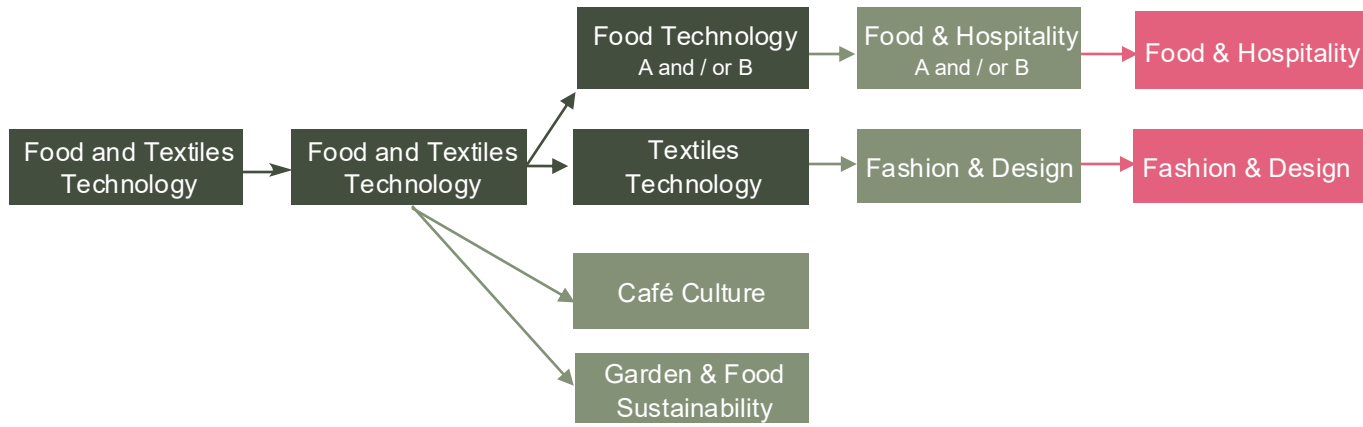 Food Technology
A and / or B
Food & Hospitality
A and / or B
Food & Hospitality
Food and Textiles
Technology
Food and Textiles
Technology
Textiles
Technology
Fashion & Design
Fashion & Design
Café Culture
Garden & Food
Sustainability